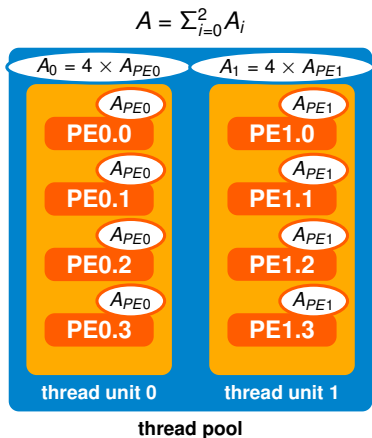 A = Σ²ᵢ₌₀Aᵢ
A₀ = 4 × A_PE0 A₁ = 4 × A_PE1
A_PE0 A_PE1
PE0.0 PE1.0
A_PE0 A_PE1
PE0.1 PE1.1
A_PE0 A_PE1
PE0.2 PE1.2
A_PE0 A_PE1
PE0.3 PE1.3
thread unit 0 thread unit 1
thread pool